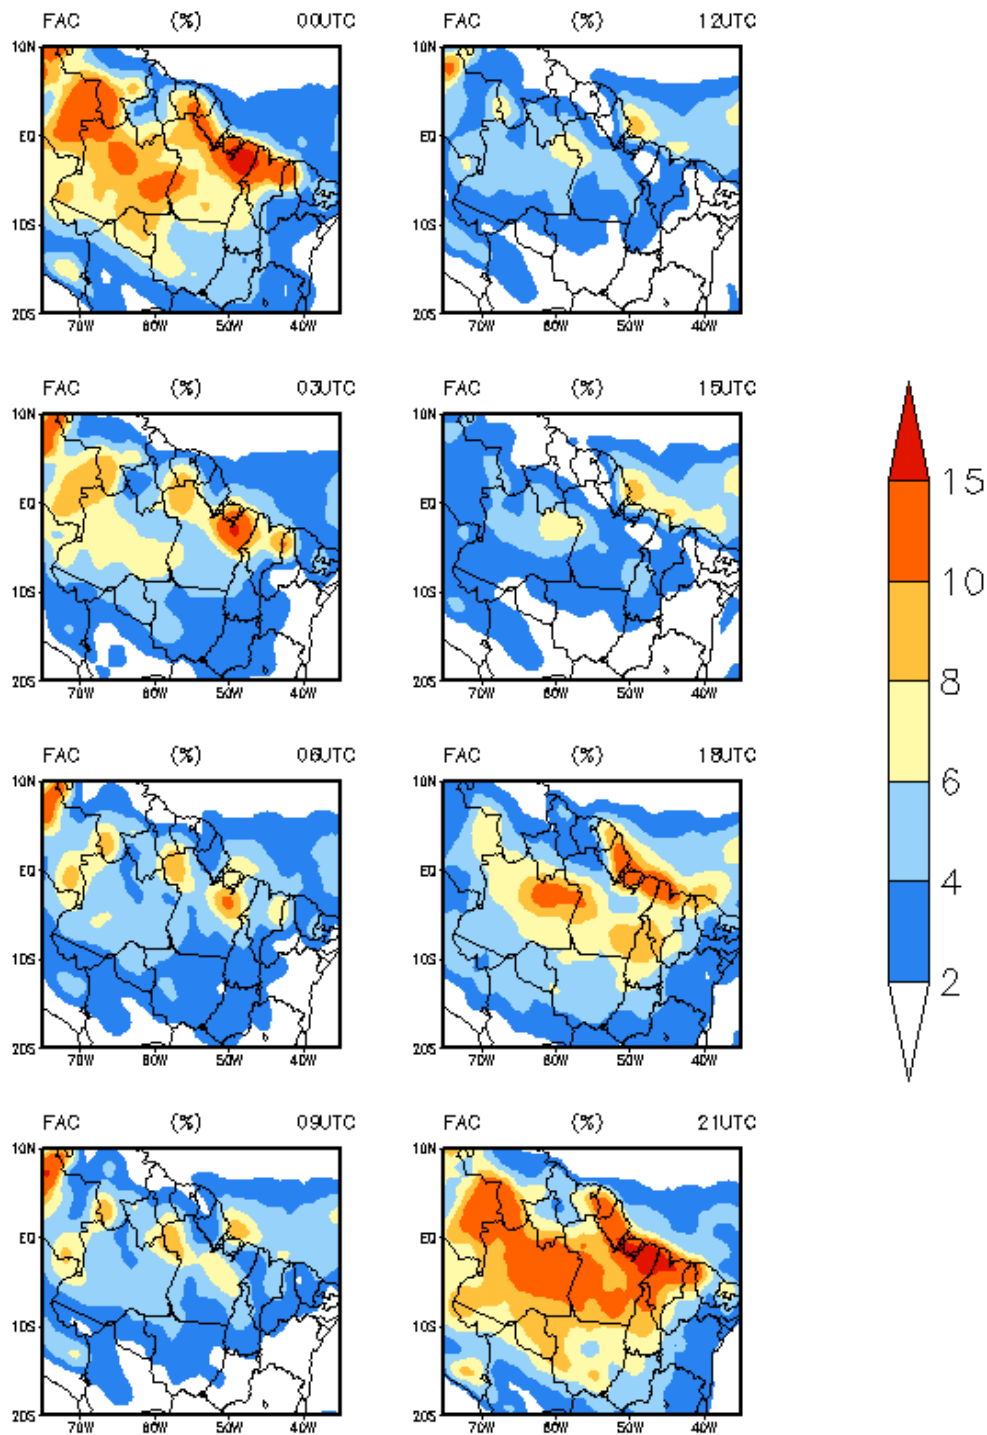 FAC (%) 00UTC
10N
EQ
10S
20S
70W 60W 50W 40W
FAC (%) 12UTC
10N
EQ
10S
20S
70W 60W 50W 40W
FAC (%) 03UTC
10N
EQ
10S
20S
70W 60W 50W 40W
FAC (%) 15UTC
10N
EQ
10S
20S
70W 60W 50W 40W
FAC (%) 06UTC
10N
EQ
10S
20S
70W 60W 50W 40W
FAC (%) 18UTC
10N
EQ
10S
20S
70W 60W 50W 40W
FAC (%) 09UTC
10N
EQ
10S
20S
70W 60W 50W 40W
FAC (%) 21UTC
10N
EQ
10S
20S
70W 60W 50W 40W
15
10
8
6
4
2